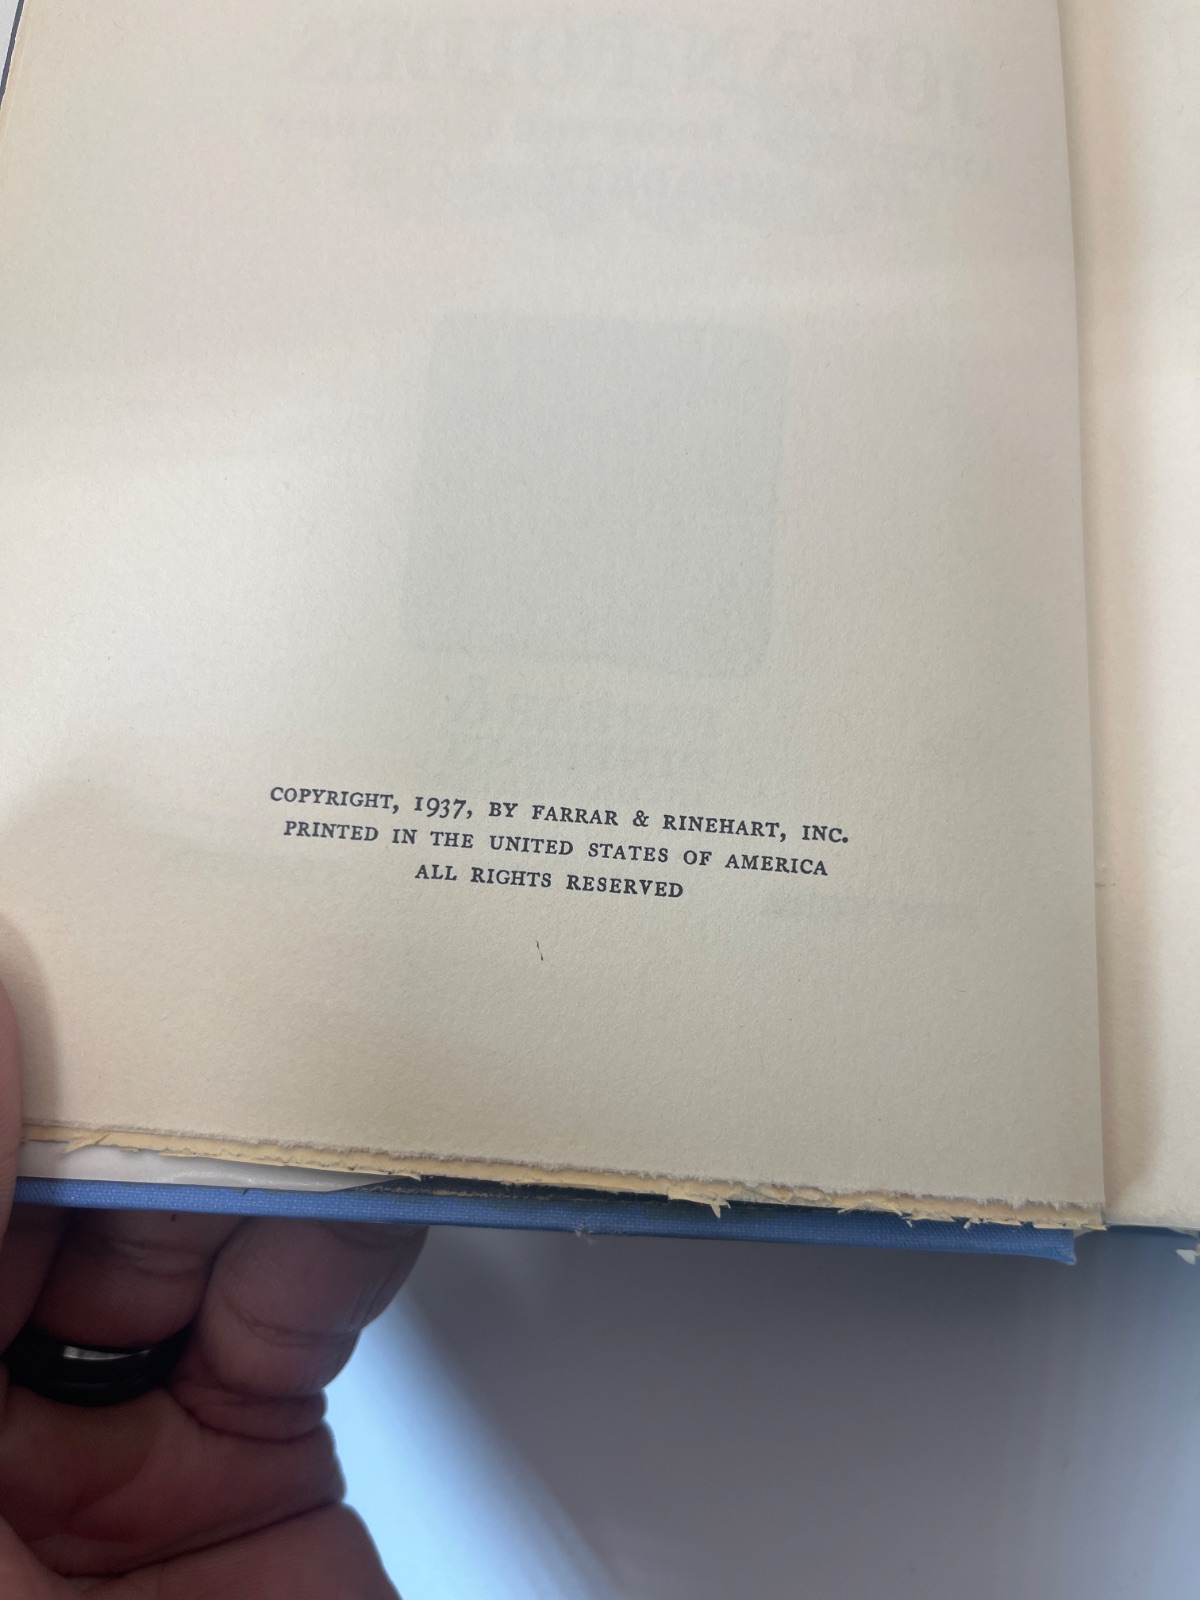 COPYRIGHT, 1937, BY FARRAR & RINEHART, INC.
PRINTED IN THE UNITED STATES OF AMERICA
ALL RIGHTS RESERVED